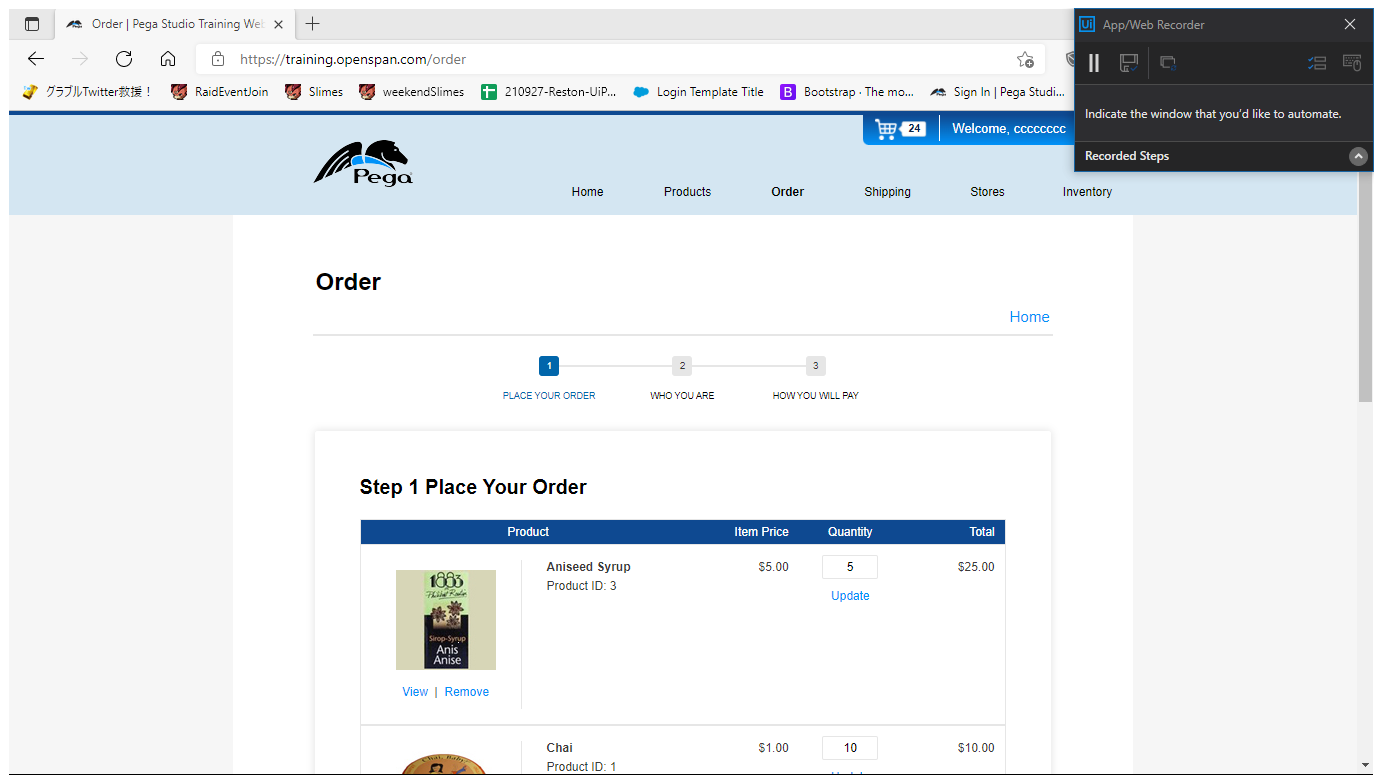 Order | Pega Studio Training Web
App/Web Recorder
https://training.openspan.com/order
グラブルTwitter救援！ RaidEventJoin Slimes weekendSlimes 210927-Reston-UiP... Login Template Title Bootstrap · The mo... Sign In | Pega Studi...
Indicate the window that you'd like to automate.
Recorded Steps
24 Welcome, cccccccc
Pega
Home Products Order Shipping Stores Inventory
Order
Home
1 2 3
PLACE YOUR ORDER WHO YOU ARE HOW YOU WILL PAY
Step 1 Place Your Order
Product Item Price Quantity Total
Aniseed Syrup $5.00 5 $25.00
Product ID: 3
Update
1883
Sirop-Syrup
Anis
Anise
View | Remove
Chai $1.00 10 $10.00
Product ID: 1
Chai, Baby